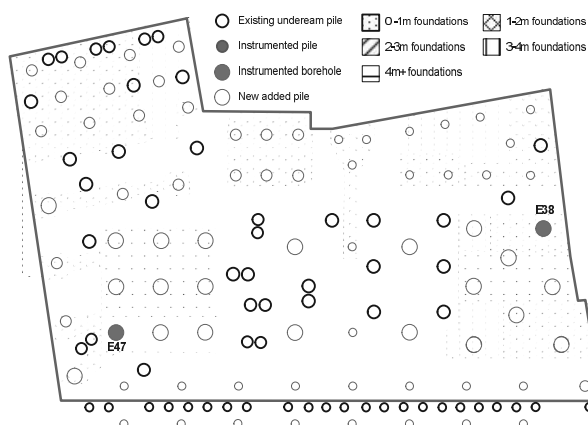 Existing undeream pile
Instrumented pile
Instrumented borehole
New added pile
0-1m foundations
1-2m foundations
2-3m foundations
3-4m foundations
4m+ foundations
E38
E47